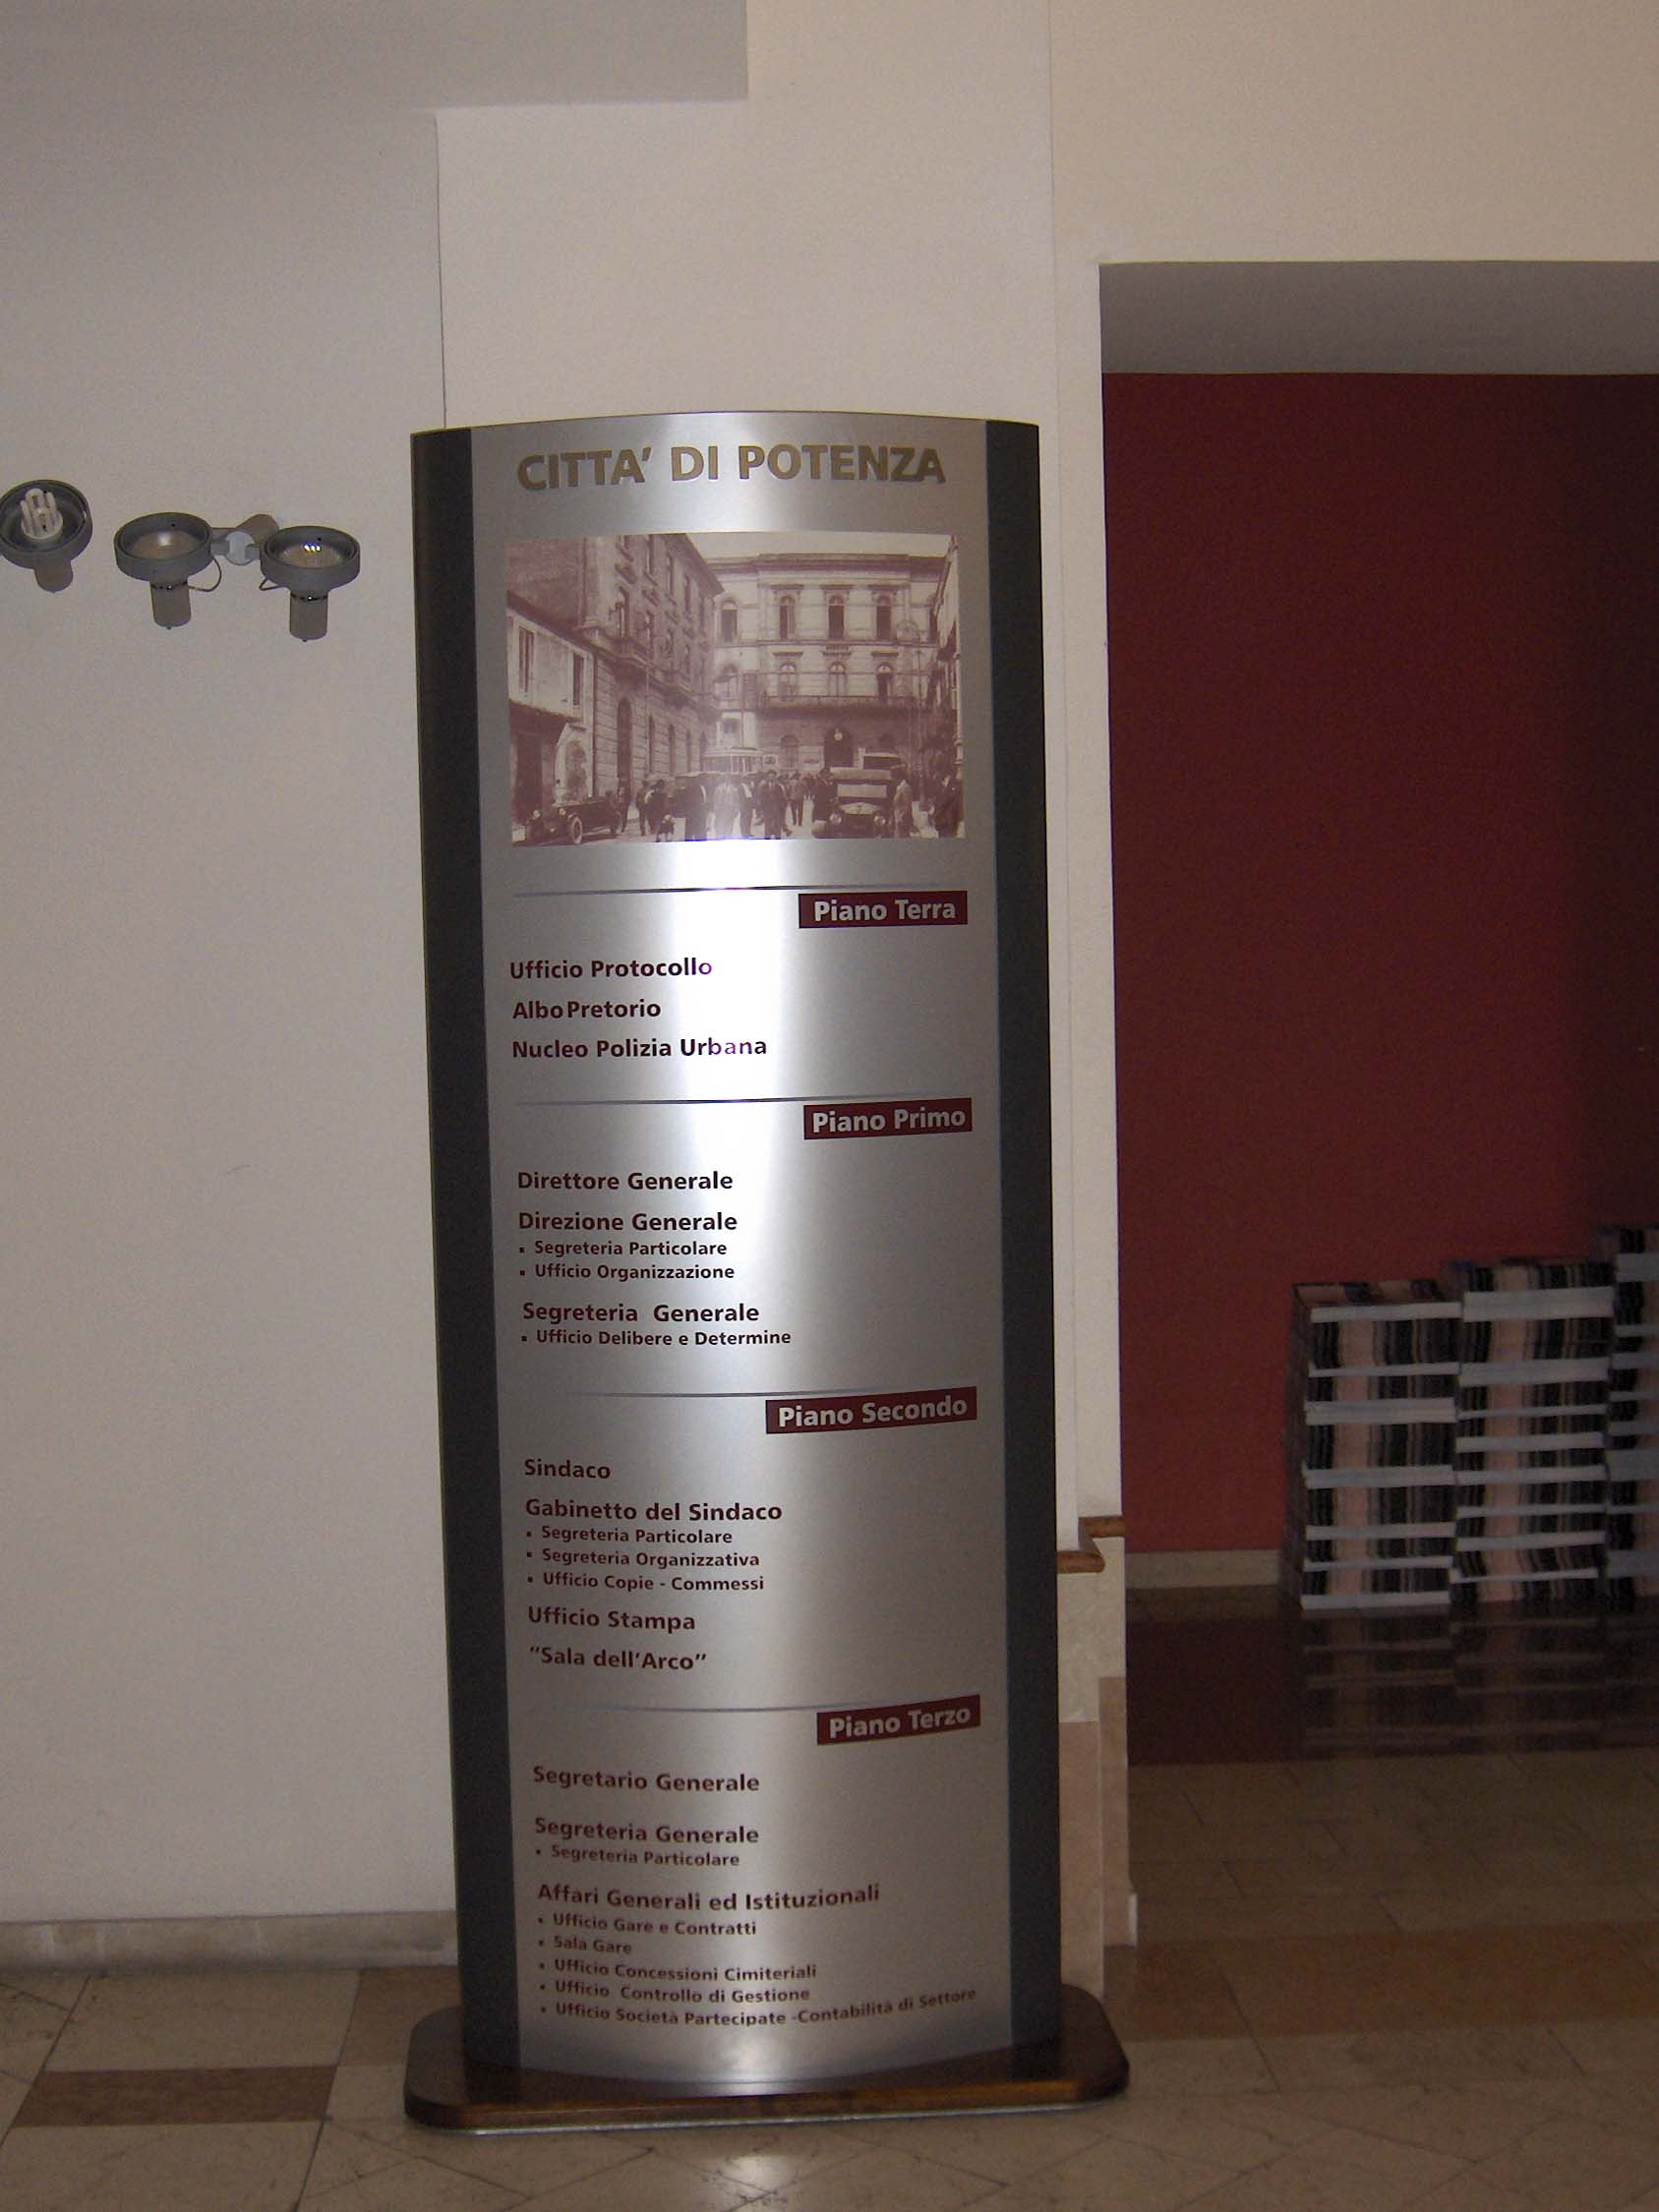 CITTA' DI POTENZA
Piano Terra
Ufficio Protocollo
Albo Pretorio
Nucleo Polizia Urbana
Piano Primo
Direttore Generale
Direzione Generale
▪ Segreteria Particolare
▪ Ufficio Organizzazione
Segreteria Generale
▪ Ufficio Delibere e Determine
Piano Secondo
Sindaco
Gabinetto del Sindaco
▪ Segreteria Particolare
▪ Segreteria Organizzativa
▪ Ufficio Copie - Commessi
Ufficio Stampa
“Sala dell’Arco”
Piano Terzo
Segretario Generale
Segreteria Generale
▪ Segreteria Particolare
Affari Generali ed Istituzionali
▪ Ufficio Gare e Contratti
▪ Sala Gare
▪ Ufficio Concessioni Cimiteriali
▪ Ufficio Controllo di Gestione
▪ Ufficio Società Partecipate -Contabilità di Settore